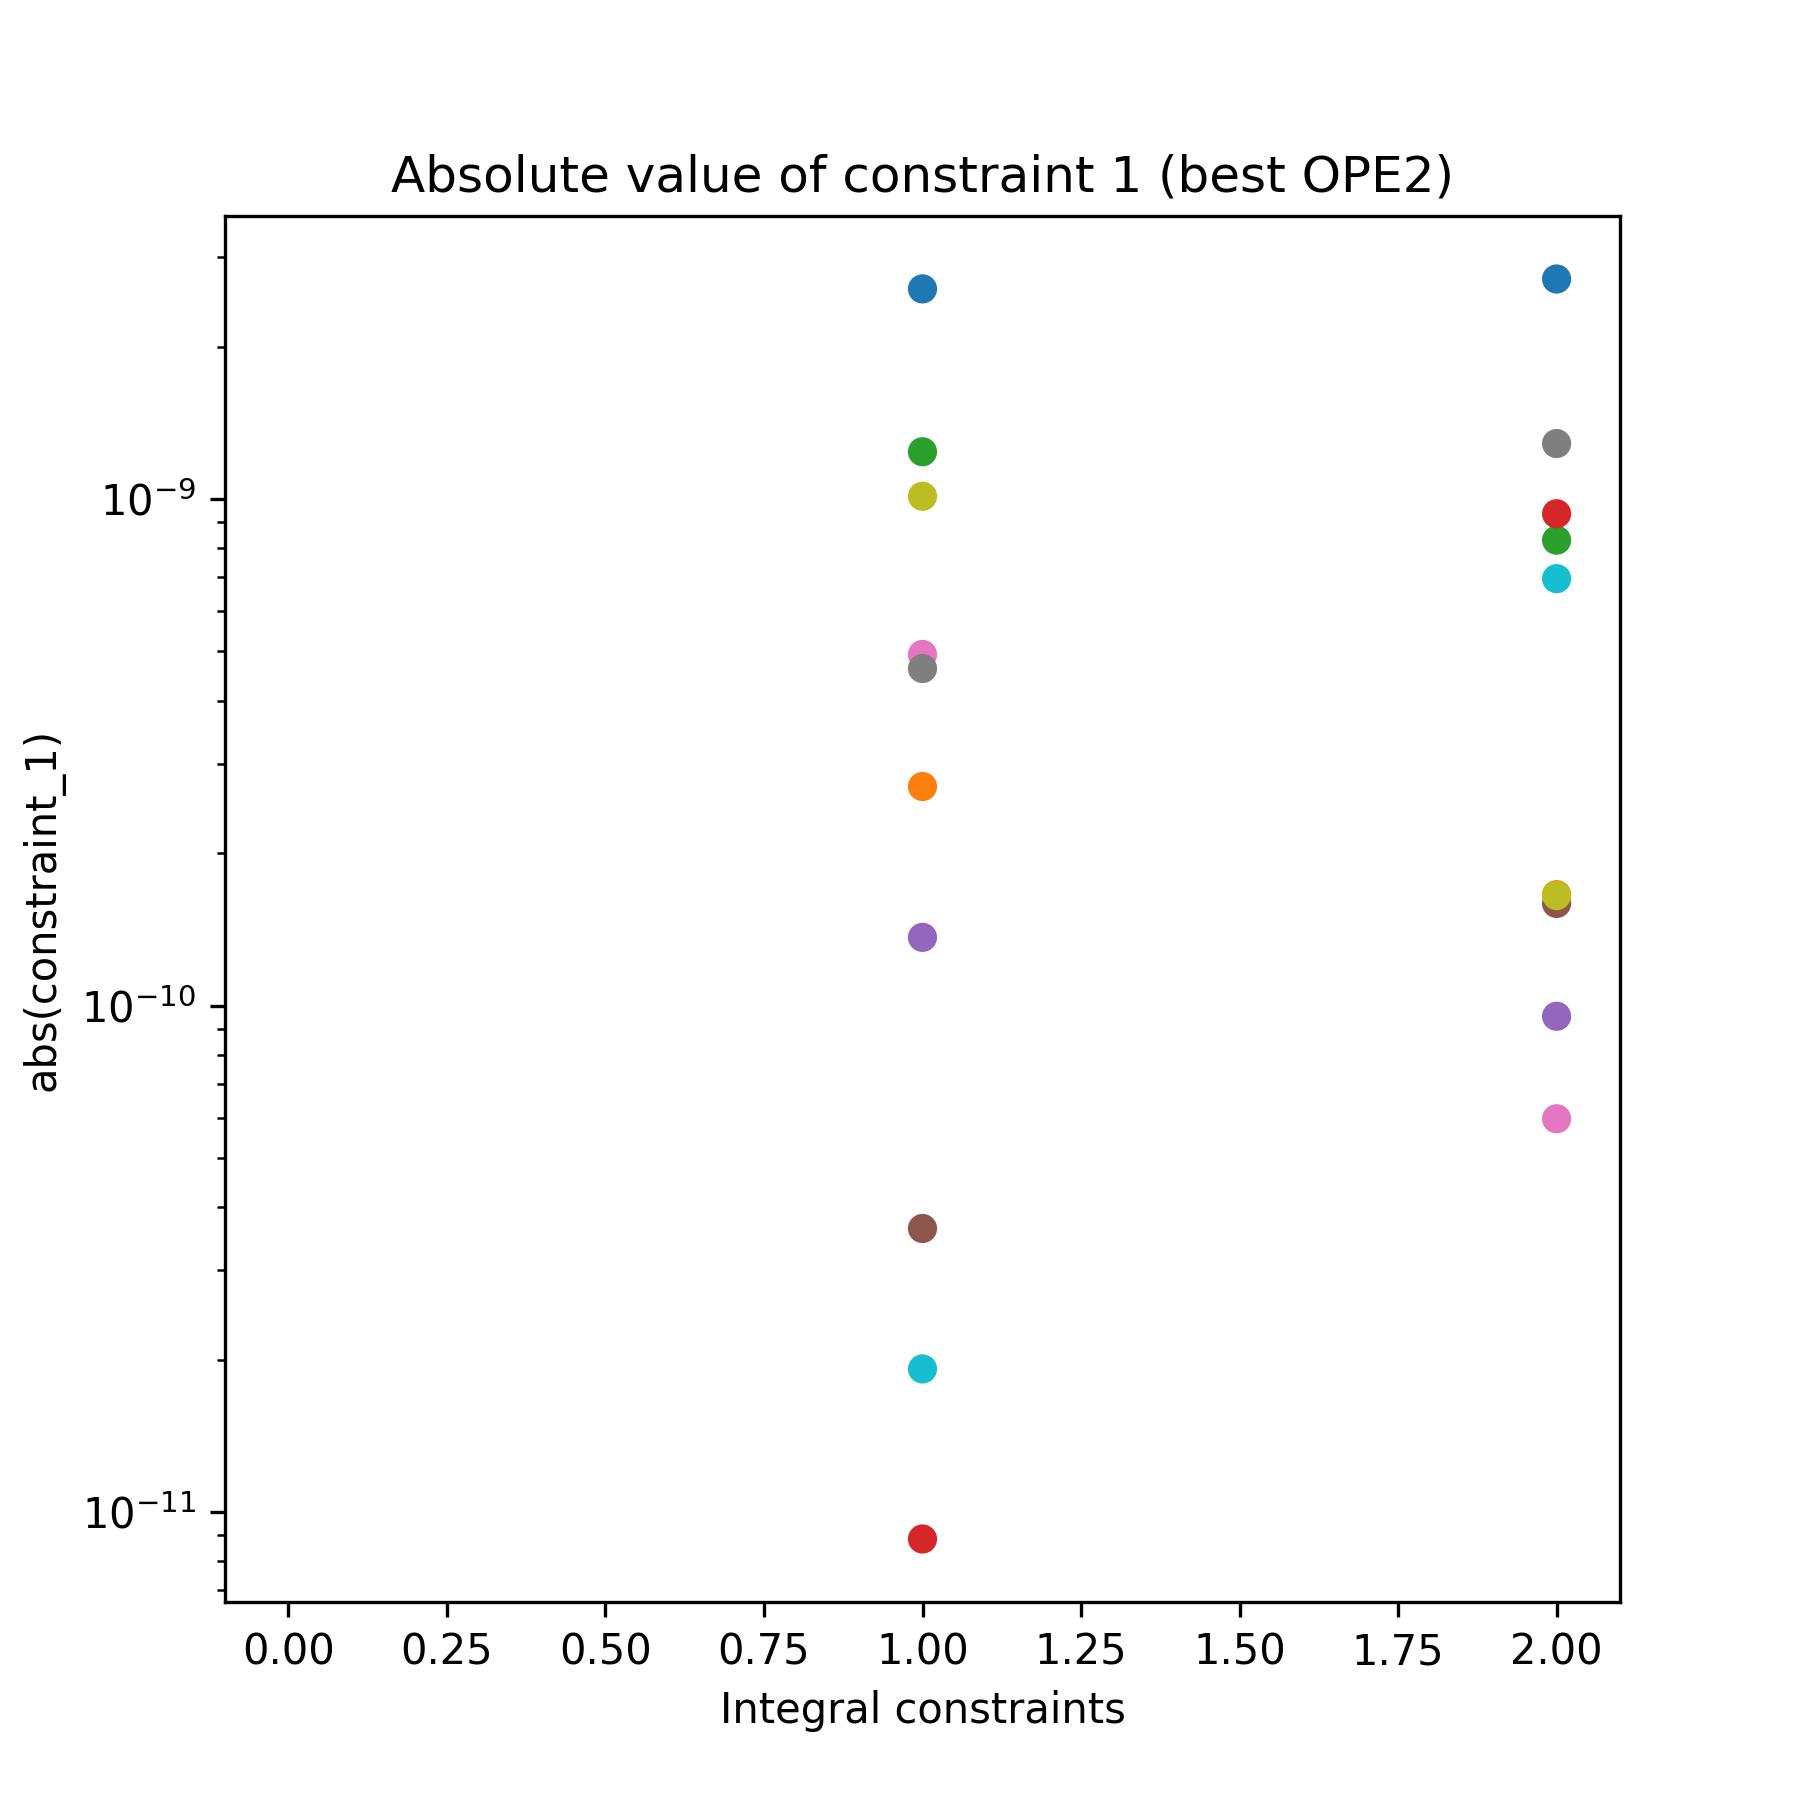 Absolute value of constraint 1 (best OPE2)
abs(constraint_1)
10⁻⁹
10⁻¹⁰
10⁻¹¹
0.00 0.25 0.50 0.75 1.00 1.25 1.50 1.75 2.00
Integral constraints